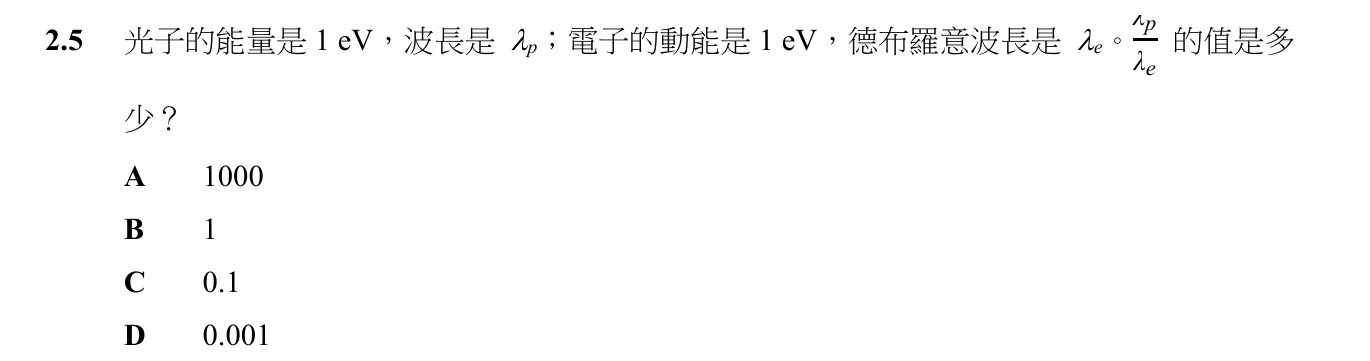 2.5 光子的能量是 1 eV，波長是 λp；電子的動能是 1 eV，德布羅意波長是 λe。λp/λe 的值是多
少？
A 1000
B 1
C 0.1
D 0.001